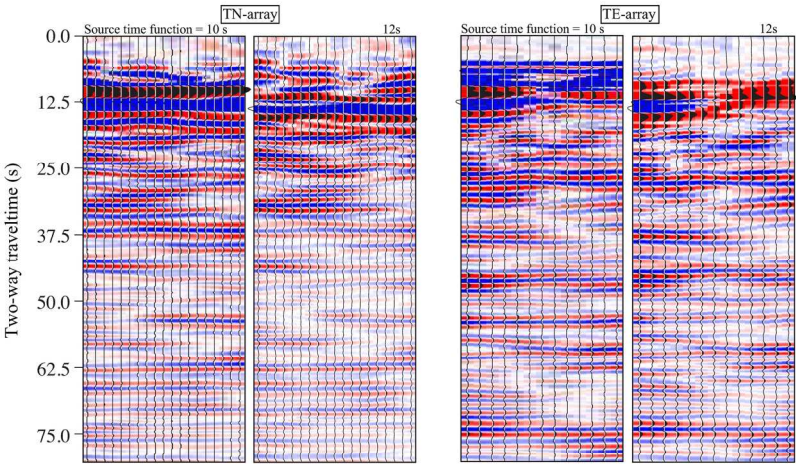 TN-array
TE-array
Source time function = 10 s
12s
Source time function = 10 s
12s
Two-way traveltime (s)
0.0
12.5
25.0
37.5
50.0
62.5
75.0